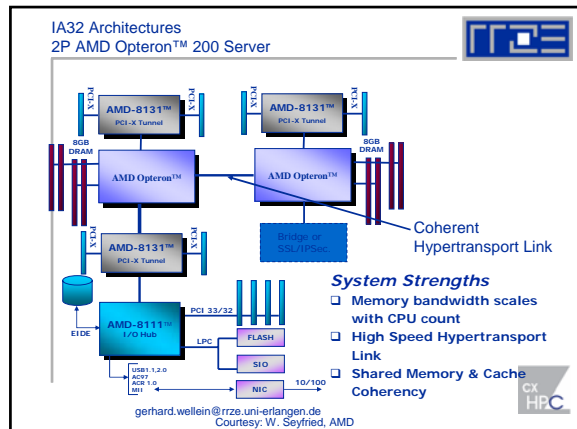 IA32 Architectures
2P AMD Opteron™ 200 Server
rrze
PCI-X
AMD-8131™
PCI-X Tunnel
PCI-X
PCI-X
AMD-8131™
PCI-X Tunnel
PCI-X
8GB
DRAM
AMD Opteron™
AMD Opteron™
8GB
DRAM
Coherent
Hypertransport Link
Bridge or
SSL/IPSec
PCI-X
AMD-8131™
PCI-X Tunnel
PCI-X
System Strengths
❑ Memory bandwidth scales
with CPU count
❑ High Speed Hypertransport
Link
❑ Shared Memory & Cache
Coherency
EIDE
AMD-8111™
I/O Hub
PCI 33/32
LPC
FLASH
SIO
USB1.1,2.0
AC97
ACR 1.0
MII
NIC
10/100
CX
HPC
gerhard.wellein@rrze.uni-erlangen.de
Courtesy: W. Seyfried, AMD